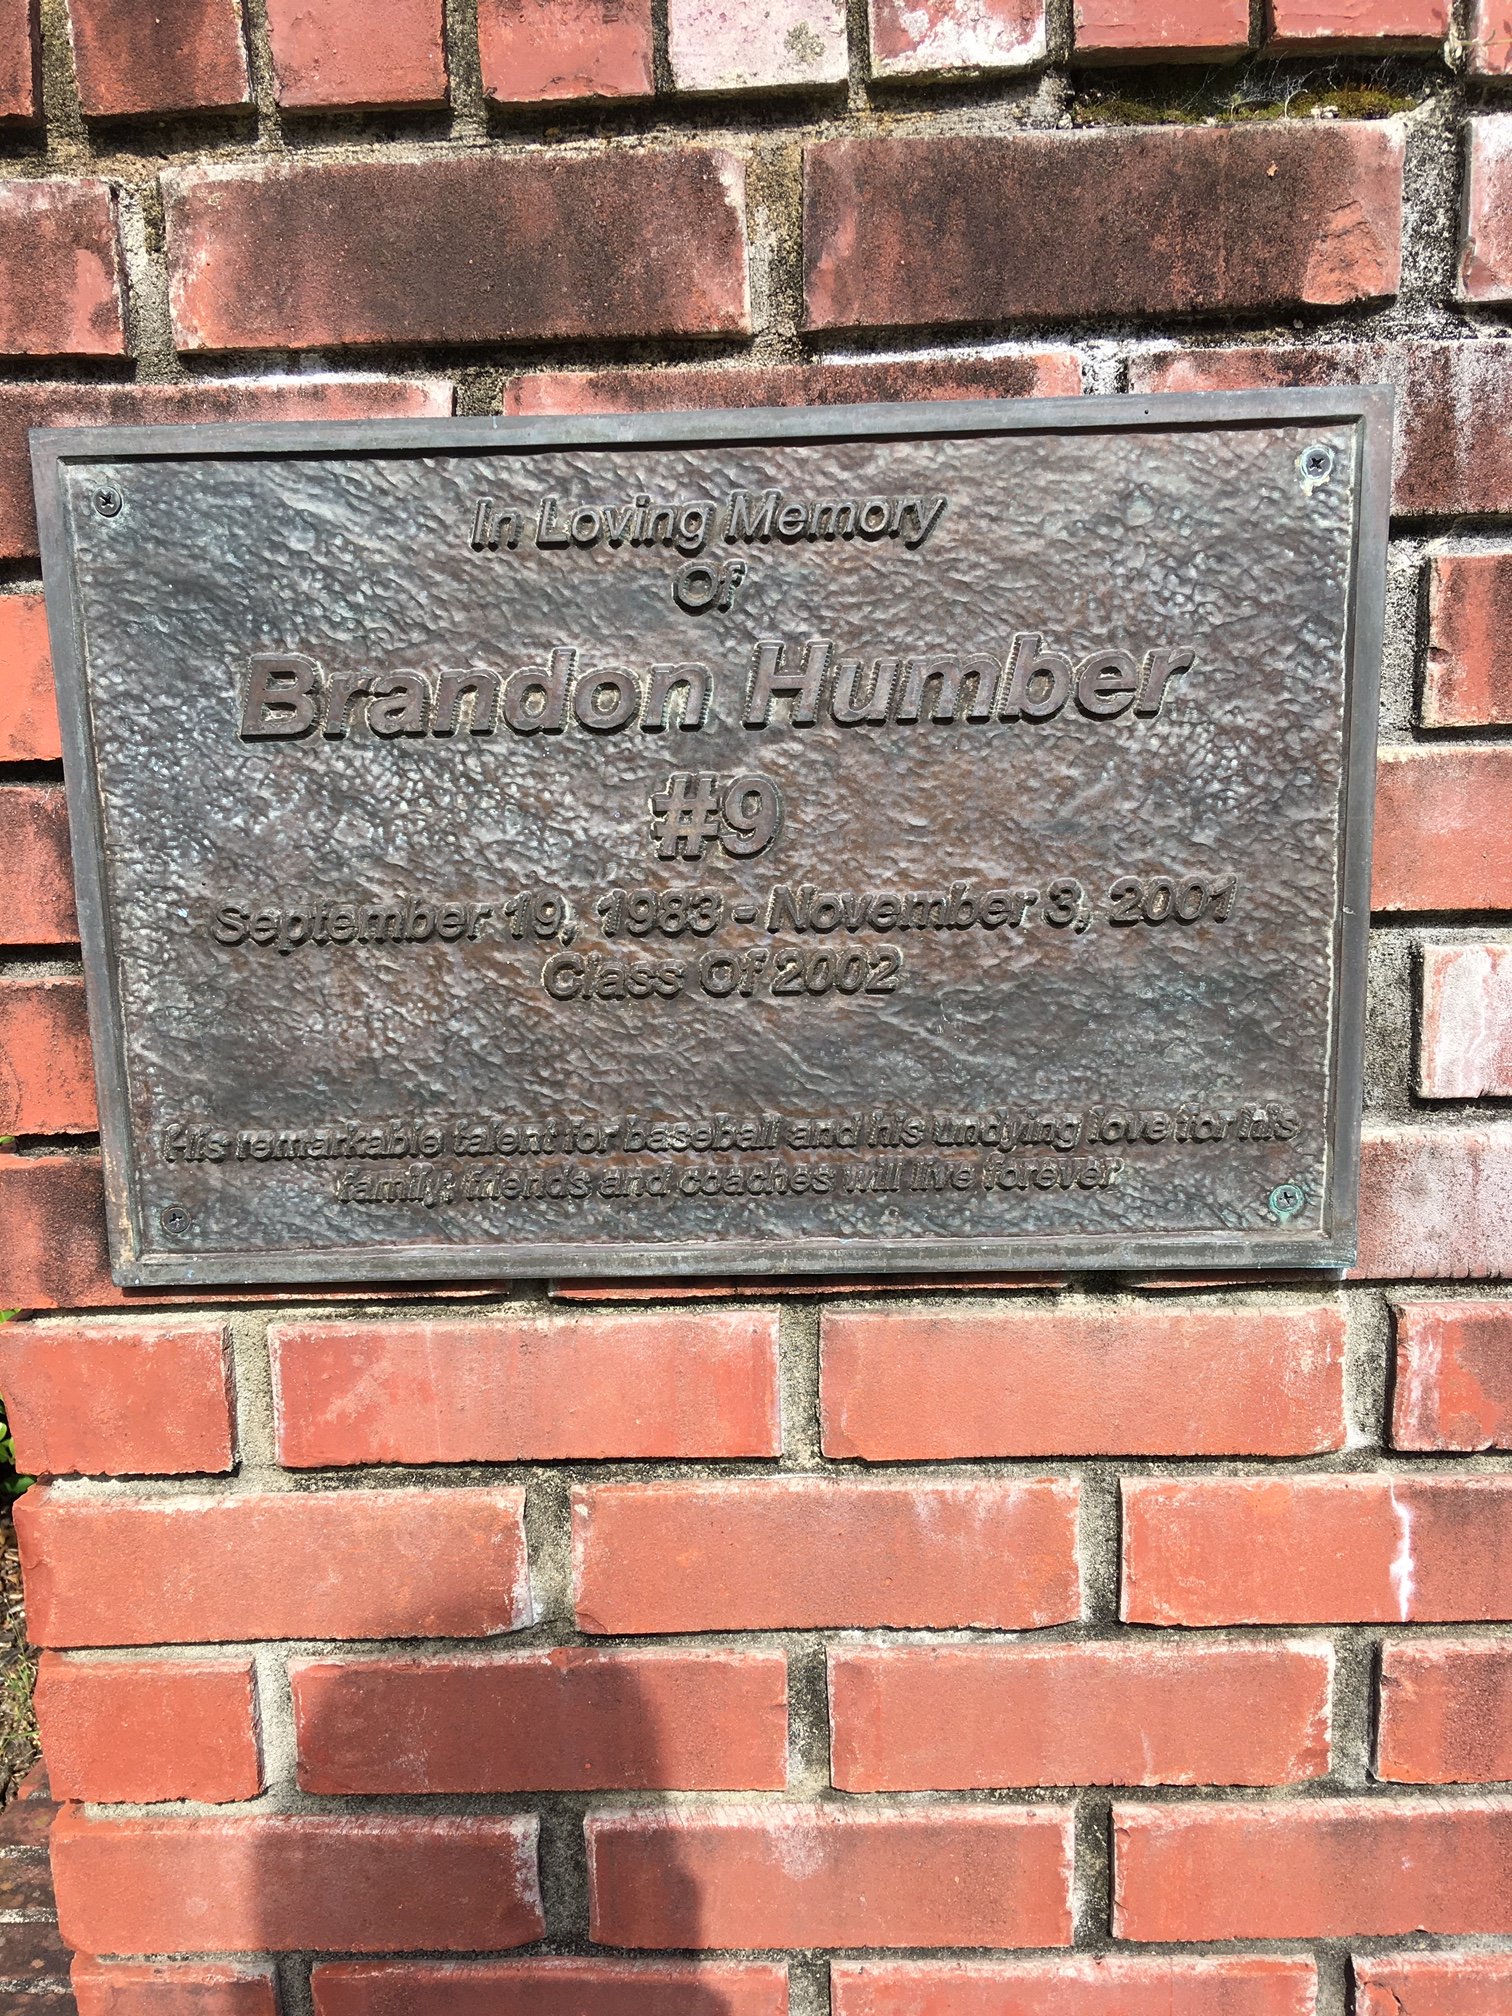 In Loving Memory
Of
Brandon Humber
#9
September 19, 1983 - November 3, 2001
Class Of 2002
His remarkable talent for baseball and his undying love for his
family, friends and coaches will live forever